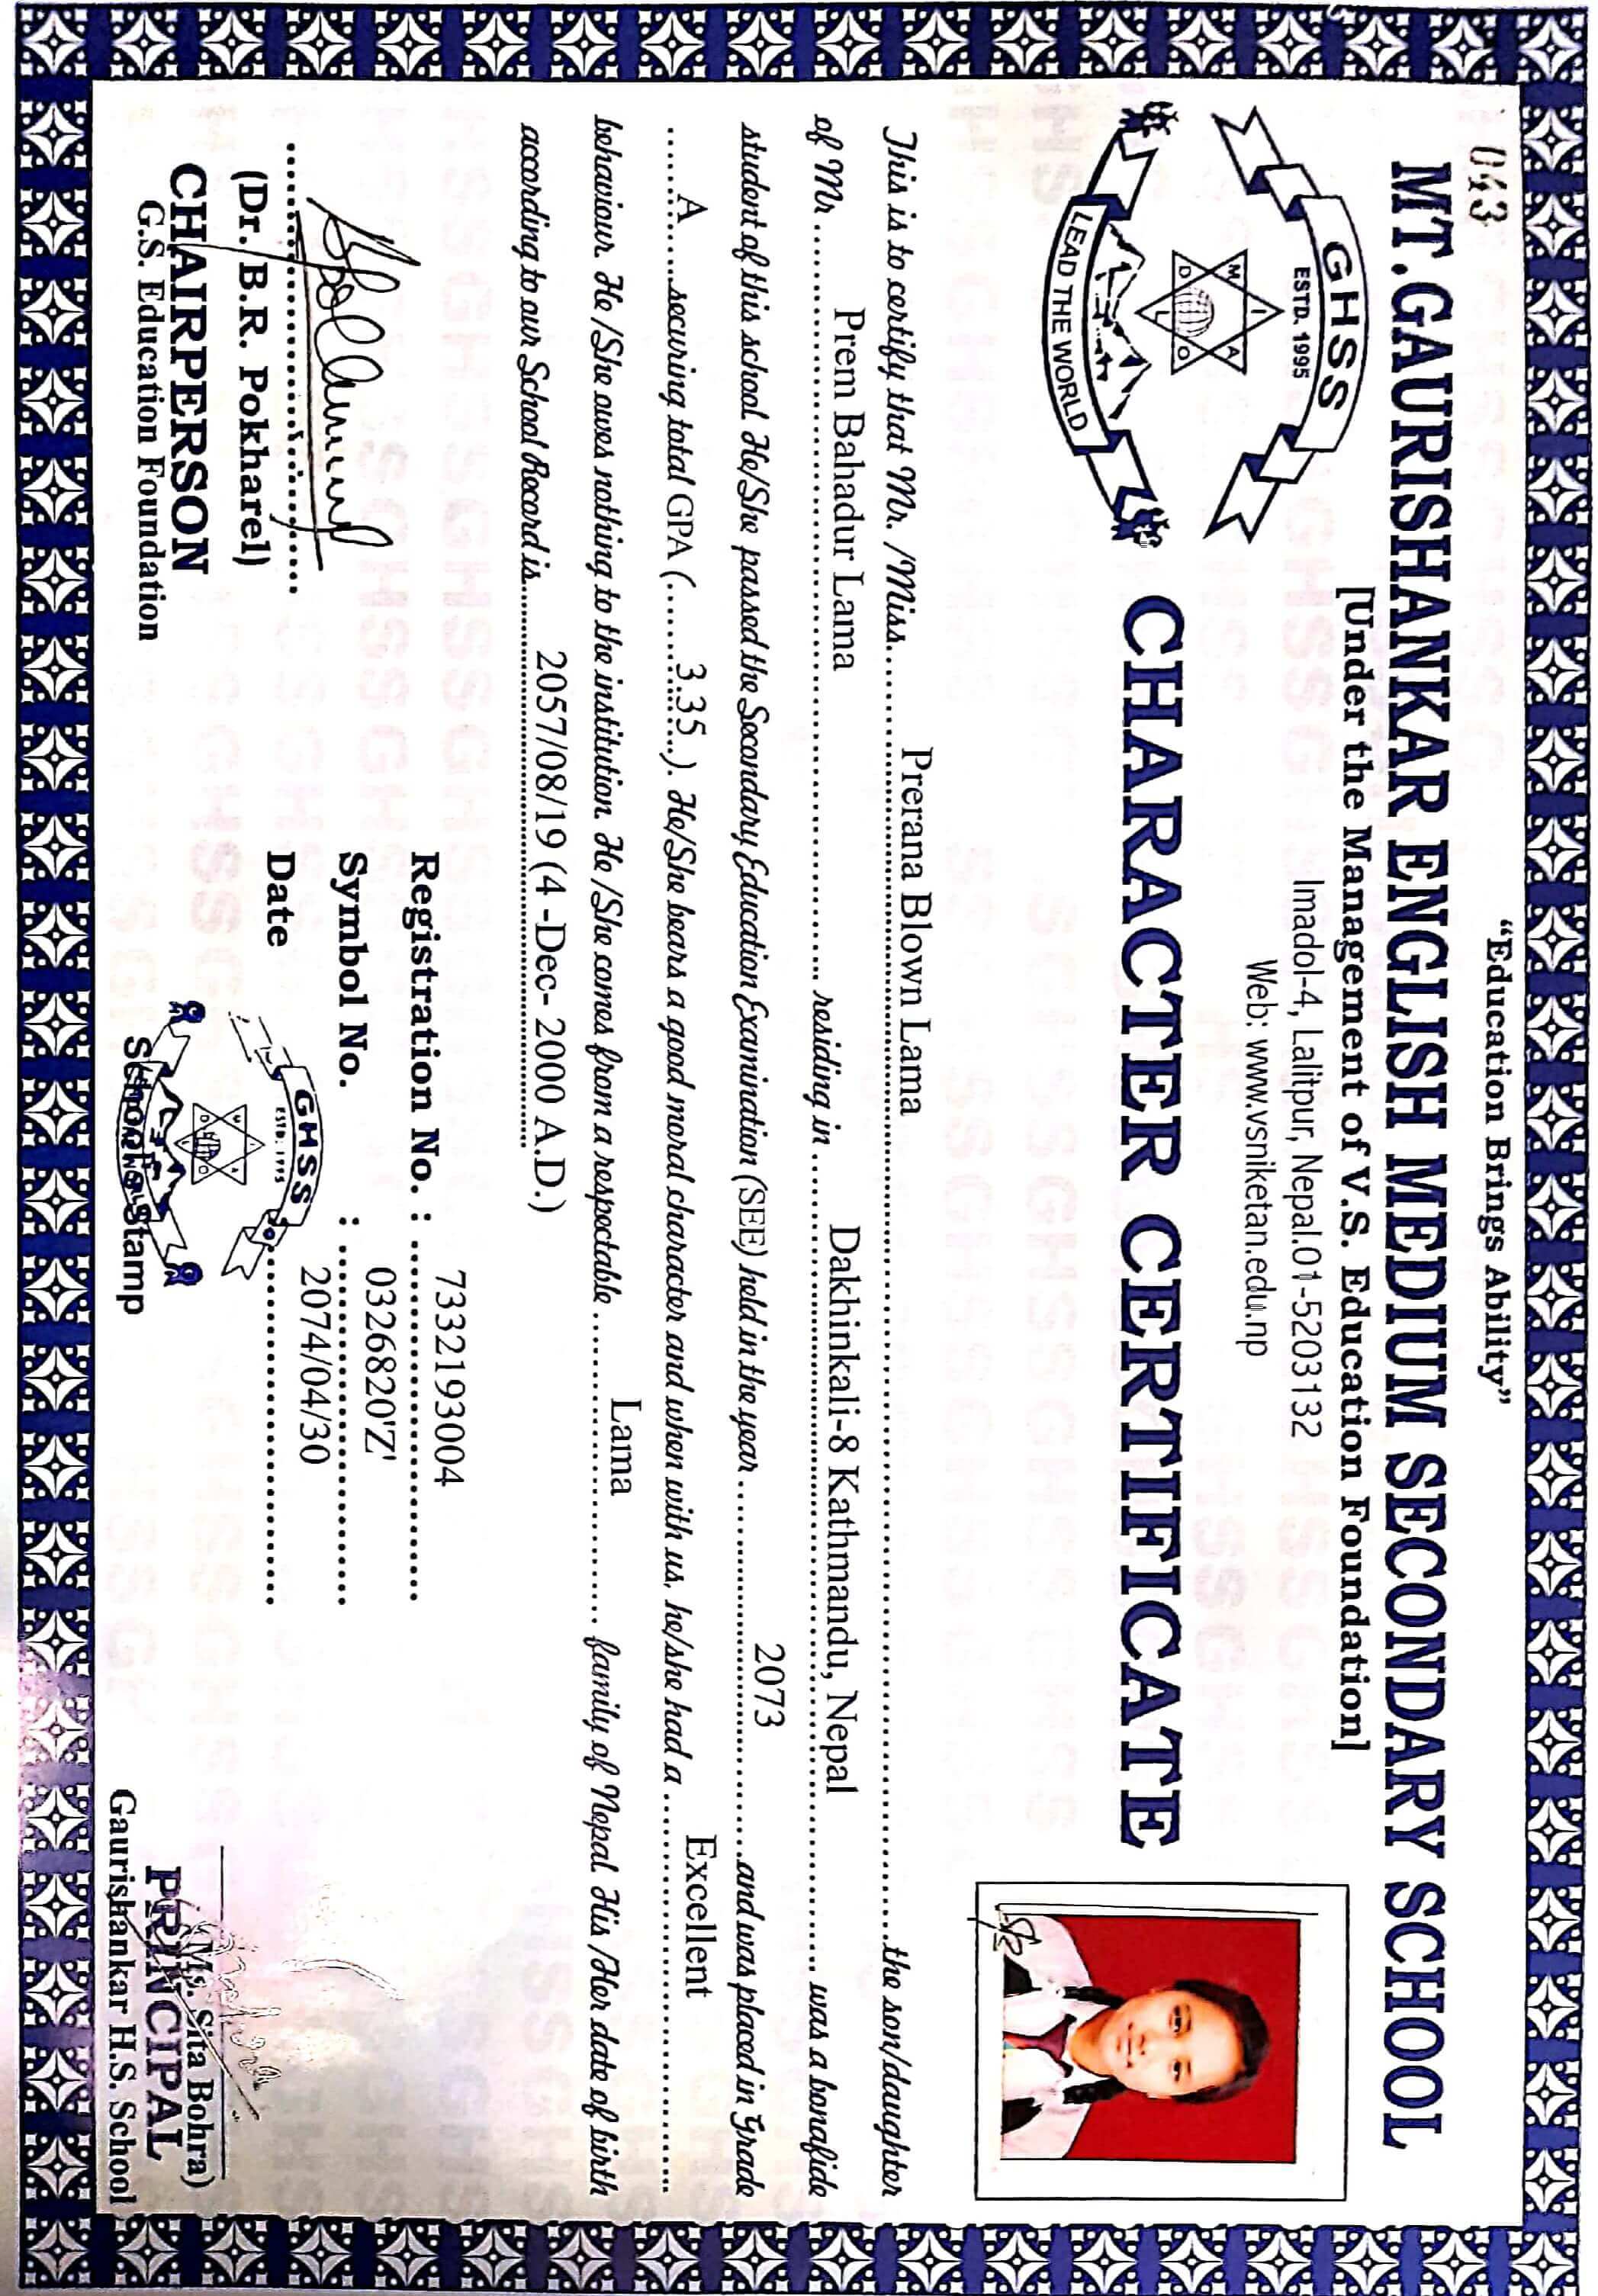 043
"Education Brings Ability"
MT.GAURISHANKAR ENGLISH MEDIUM SECONDARY SCHOOL
[Under the Management of V.S. Education Foundation]
Imadol-4, Lalitpur, Nepal.01-5203132
Web: www.vsniketan.edu.np
GHSS
ESTD. 1995
LEAD THE WORLD
CHARACTER CERTIFICATE
This is to certify that Mr. /Miss.......Prerana Blown Lama.......the son/daughter
of Mr.......Prem Bahadur Lama....... residing in.......Dakhinkali-8 Kathmandu, Nepal....... was a bonafide
student of this school He/She passed the Secondary Education Examination (SEE) held in the year.......2073.......and was placed in Grade
.......A.......securing total GPA (.......3.35.......). He/She bears a good moral character and when with us, he/she had a .......Excellent.......
behaviour. He /She owes nothing to the institution. He /She comes from a respectable.......Lama....... family of Nepal. His /Her date of birth
according to our School Record is.......2057/08/19 (4 -Dec- 2000 A.D.)
Registration No. : 7332193004
Symbol No. : 0326820'Z'
Date : 2074/04/30
(Dr. B.R. Pokharel)
CHAIRPERSON
G.S. Education Foundation
GHSS
ESTD: 1995
School's Stamp
(Ms. Sita Bohra)
PRINCIPAL
Gaurishankar H.S. School